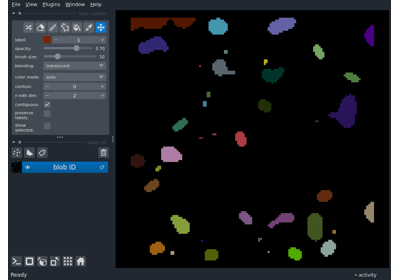 File View Plugins Window Help
label: 1
opacity: 0.70
brush size: 10
blending: translucent
color mode: auto
contour: 0
n edit dim: 2
contiguous:
preserve
labels:
show
selected:
blob ID
Ready
activity